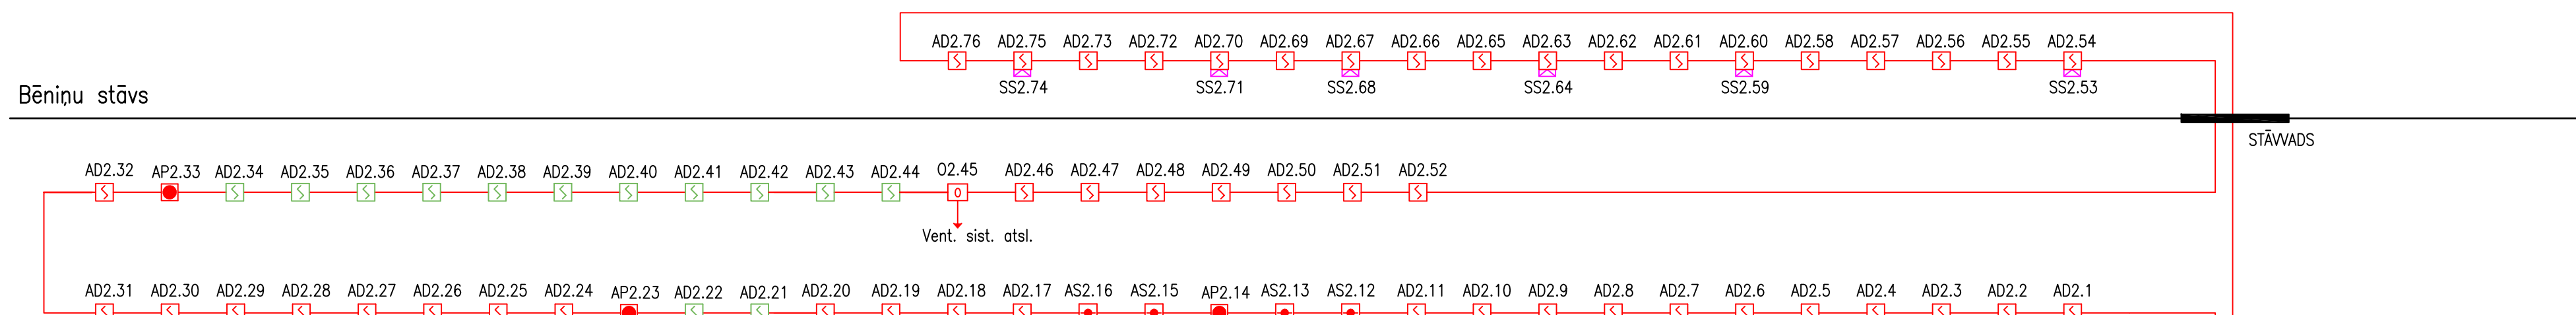 AD2.76 AD2.75 AD2.73 AD2.72 AD2.70 AD2.69 AD2.67 AD2.66 AD2.65 AD2.63 AD2.62 AD2.61 AD2.60 AD2.58 AD2.57 AD2.56 AD2.55 AD2.54
SS2.74 SS2.71 SS2.68 SS2.64 SS2.59 SS2.53
Bēniņu stāvs
STĀVVADS
AD2.32 AP2.33 AD2.34 AD2.35 AD2.36 AD2.37 AD2.38 AD2.39 AD2.40 AD2.41 AD2.42 AD2.43 AD2.44 O2.45 AD2.46 AD2.47 AD2.48 AD2.49 AD2.50 AD2.51 AD2.52
0
Vent. sist. atsl.
AD2.31 AD2.30 AD2.29 AD2.28 AD2.27 AD2.26 AD2.25 AD2.24 AP2.23 AD2.22 AD2.21 AD2.20 AD2.19 AD2.18 AD2.17 AS2.16 AS2.15 AP2.14 AS2.13 AS2.12 AD2.11 AD2.10 AD2.9 AD2.8 AD2.7 AD2.6 AD2.5 AD2.4 AD2.3 AD2.2 AD2.1